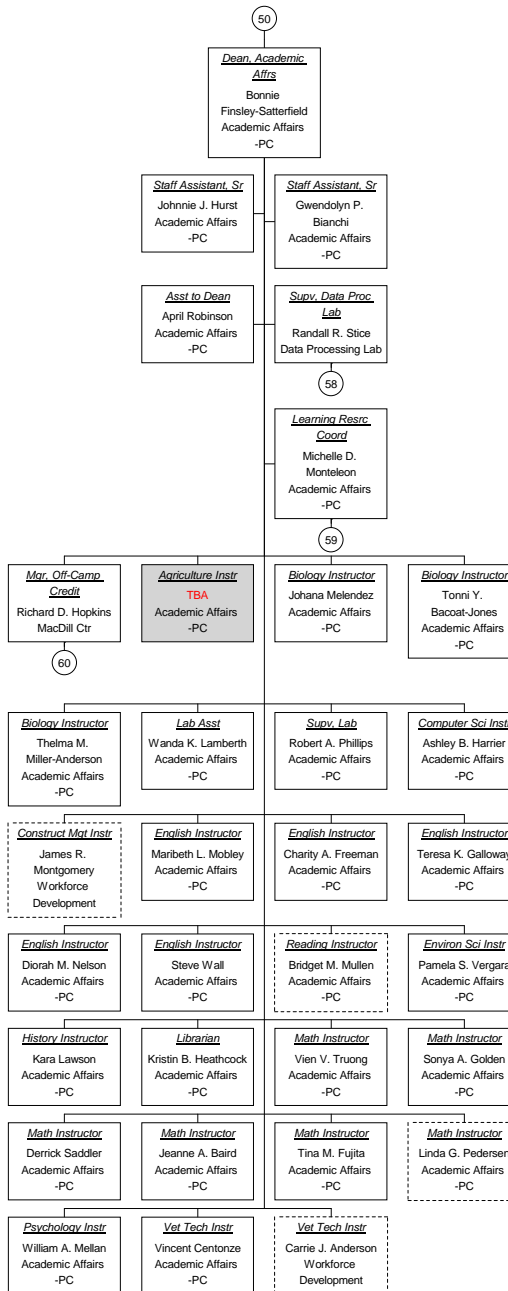 50
Dean, Academic
Affrs
Bonnie
Finsley-Satterfield
Academic Affairs
-PC
Staff Assistant, Sr
Johnnie J. Hurst
Academic Affairs
-PC
Staff Assistant, Sr
Gwendolyn P.
Bianchi
Academic Affairs
-PC
Asst to Dean
April Robinson
Academic Affairs
-PC
Supv, Data Proc
Lab
Randall R. Stice
Data Processing Lab
58
Learning Resrc
Coord
Michelle D.
Monteleon
Academic Affairs
-PC
59
Mgr, Off-Camp
Credit
Richard D. Hopkins
MacDill Ctr
60
Agriculture Instr
TBA
Academic Affairs
-PC
Biology Instructor
Johana Melendez
Academic Affairs
-PC
Biology Instructor
Tonni Y.
Bacoat-Jones
Academic Affairs
-PC
Biology Instructor
Thelma M.
Miller-Anderson
Academic Affairs
-PC
Lab Asst
Wanda K. Lamberth
Academic Affairs
-PC
Supv, Lab
Robert A. Phillips
Academic Affairs
-PC
Computer Sci Instr
Ashley B. Harrier
Academic Affairs
-PC
Construct Mgt Instr
James R.
Montgomery
Workforce
Development
English Instructor
Maribeth L. Mobley
Academic Affairs
-PC
English Instructor
Charity A. Freeman
Academic Affairs
-PC
English Instructor
Teresa K. Galloway
Academic Affairs
-PC
English Instructor
Diorah M. Nelson
Academic Affairs
-PC
English Instructor
Steve Wall
Academic Affairs
-PC
Reading Instructor
Bridget M. Mullen
Academic Affairs
-PC
Environ Sci Instr
Pamela S. Vergara
Academic Affairs
-PC
History Instructor
Kara Lawson
Academic Affairs
-PC
Librarian
Kristin B. Heathcock
Academic Affairs
-PC
Math Instructor
Vien V. Truong
Academic Affairs
-PC
Math Instructor
Sonya A. Golden
Academic Affairs
-PC
Math Instructor
Derrick Saddler
Academic Affairs
-PC
Math Instructor
Jeanne A. Baird
Academic Affairs
-PC
Math Instructor
Tina M. Fujita
Academic Affairs
-PC
Math Instructor
Linda G. Pedersen
Academic Affairs
-PC
Psychology Instr
William A. Mellan
Academic Affairs
-PC
Vet Tech Instr
Vincent Centonze
Academic Affairs
-PC
Vet Tech Instr
Carrie J. Anderson
Workforce
Development